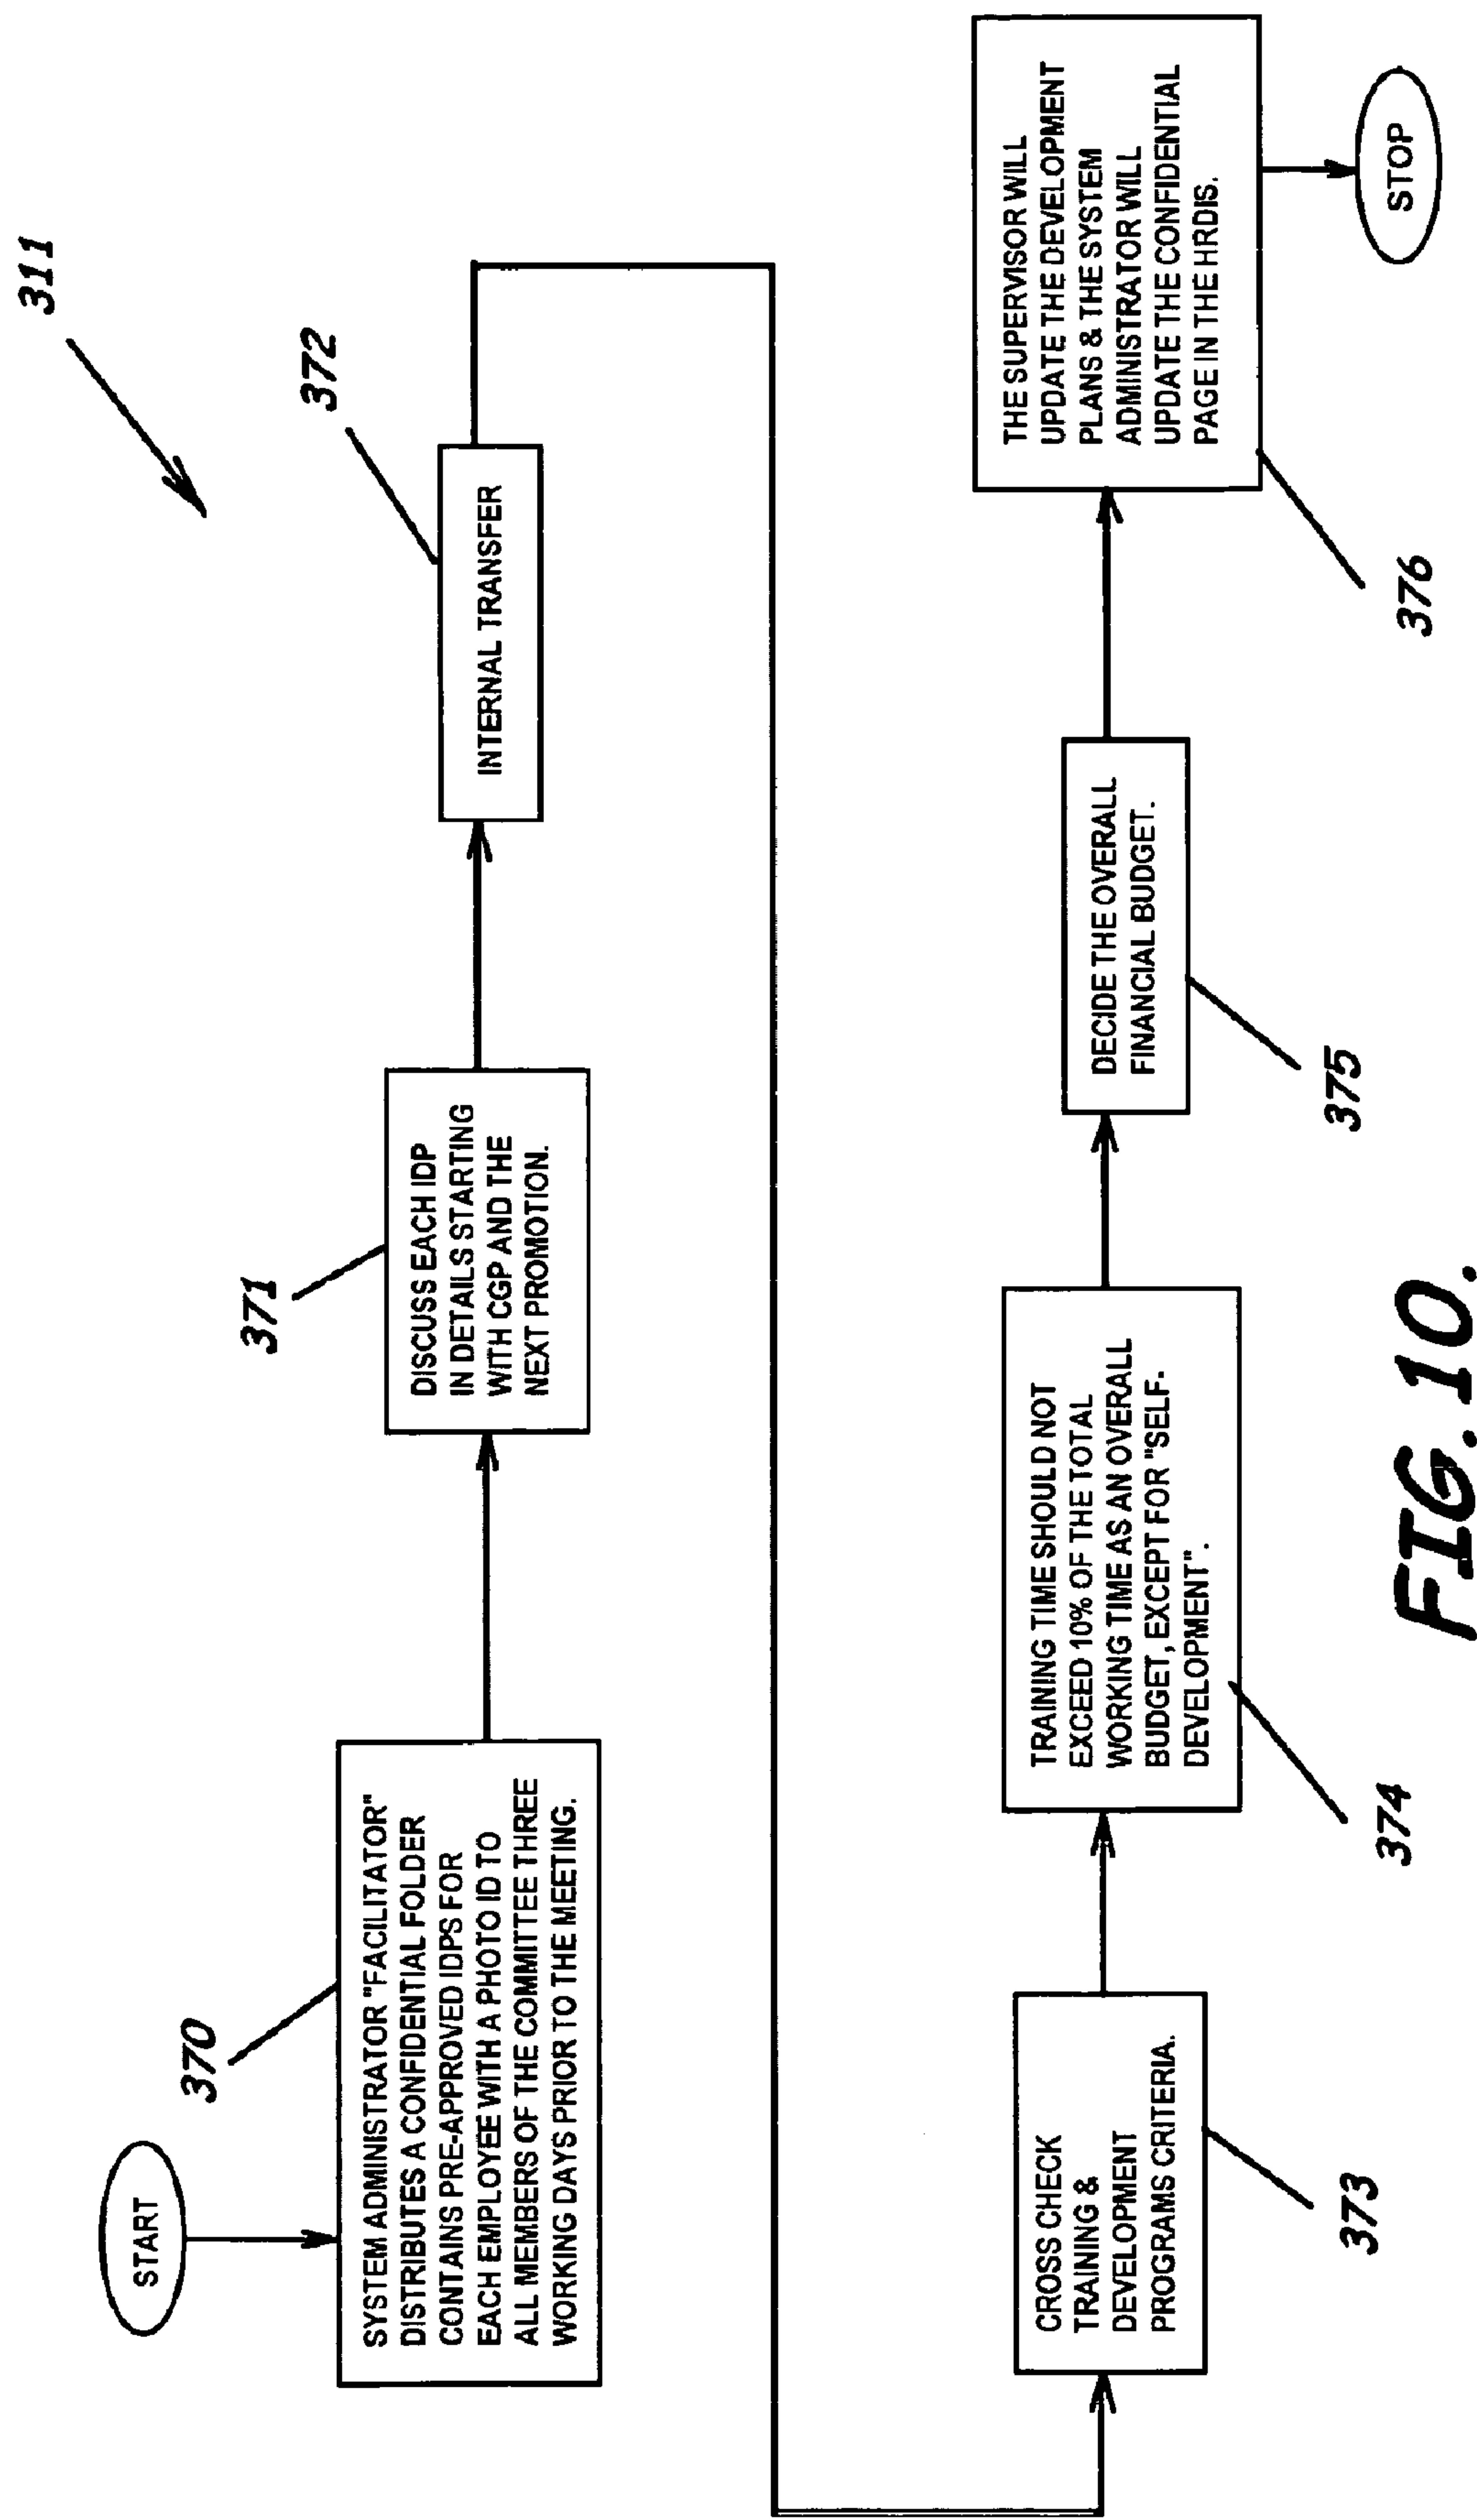 311
START
370
SYSTEM ADMINISTRATOR "FACILITATOR"
DISTRIBUTES A CONFIDENTIAL FOLDER
CONTAINS PRE-APPROVED IDPS FOR
EACH EMPLOYEE WITH A PHOTO ID TO
ALL MEMBERS OF THE COMMITTEE THREE
WORKING DAYS PRIOR TO THE MEETING.
371
DISCUSS EACH IDP
IN DETAILS STARTING
WITH CGP AND THE
NEXT PROMOTION.
372
INTERNAL TRANSFER
CROSS CHECK
TRAINING &
DEVELOPMENT
PROGRAMS CRITERIA.
373
TRAINING TIME SHOULD NOT
EXCEED 10% OF THE TOTAL
WORKING TIME AS AN OVERALL
BUDGET, EXCEPT FOR "SELF-
DEVELOPMENT".
374
DECIDE THE OVERALL
FINANCIAL BUDGET.
375
THE SUPERVISOR WILL
UPDATE THE DEVELOPMENT
PLANS & THE SYSTEM
ADMINISTRATOR WILL
UPDATE THE CONFIDENTIAL
PAGE IN THE HRDIS.
376
STOP
FIG. 10.